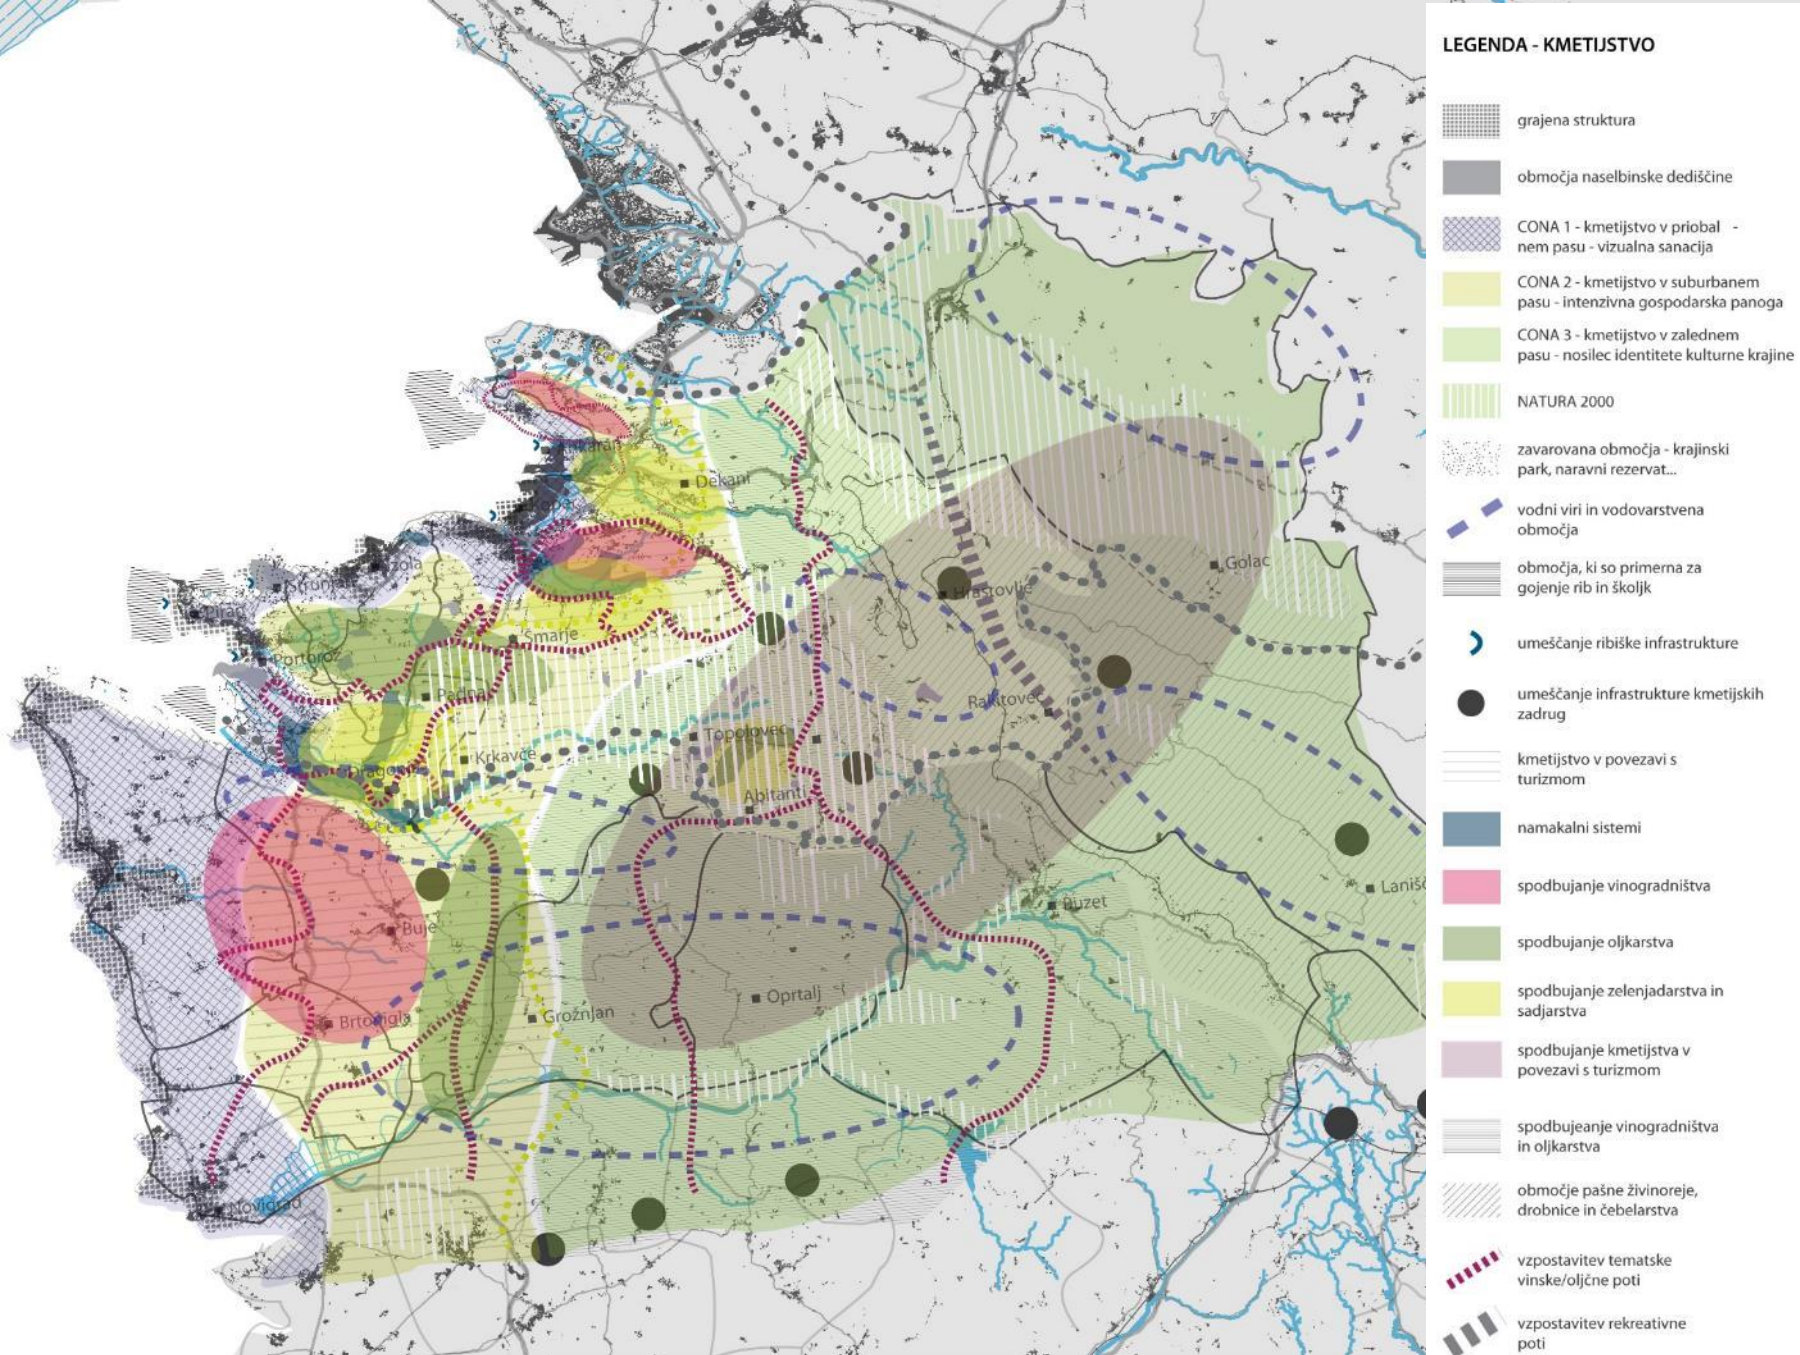 LEGENDA - KMETIJSTVO
grajena struktura
območja naselbinske dediščine
CONA 1 - kmetijstvo v priobal -
nem pasu - vizualna sanacija
CONA 2 - kmetijstvo v suburbanem
pasu - intenzivna gospodarska panoga
CONA 3 - kmetijstvo v zalednem
pasu - nosilec identitete kulturne krajine
NATURA 2000
zavarovana območja - krajinski
park, naravni rezervat...
vodni viri in vodovarstvena
območja
območja, ki so primerna za
gojenje rib in školjk
umeščanje ribiške infrastrukture
umeščanje infrastrukture kmetijskih
zadrug
kmetijstvo v povezavi s
turizmom
namakalni sistemi
spodbujanje vinogradništva
spodbujanje oljkarstva
spodbujanje zelenjadarstva in
sadjarstva
spodbujanje kmetijstva v
povezavi s turizmom
spodbujeanje vinogradništva
in oljkarstva
območje pašne živinoreje,
drobnice in čebelarstva
vzpostavitev tematske
vinske/oljčne poti
vzpostavitev rekreativne
poti
Dekani
Golac
Hrastovlje
Šmarje
Portorož
Padna
Rakitovec
Topolovec
Krkavče
Dragonja
Abitanti
Lanišć
Buzet
Buje
Oprtalj
Grožnjan
Brtonigla
Novigrad